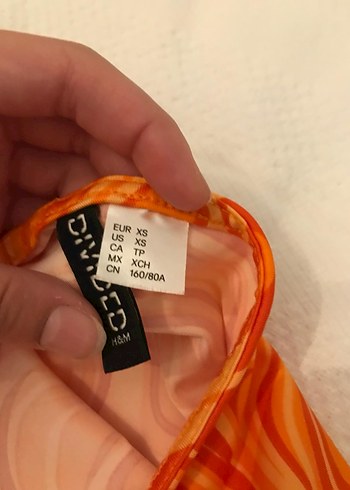 DIVIDED
H&M
EUR XS
US XS
CA TP
MX XCH
CN 160/80A